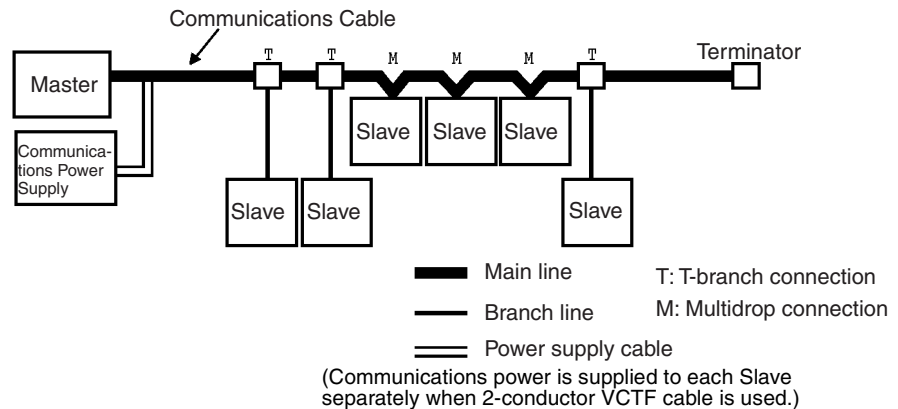 Communications Cable
T T M M M T
Terminator
Master
Communica-
tions Power
Supply
Slave Slave Slave
Slave Slave Slave
Main line
T: T-branch connection
Branch line
M: Multidrop connection
Power supply cable
(Communications power is supplied to each Slave
separately when 2-conductor VCTF cable is used.)